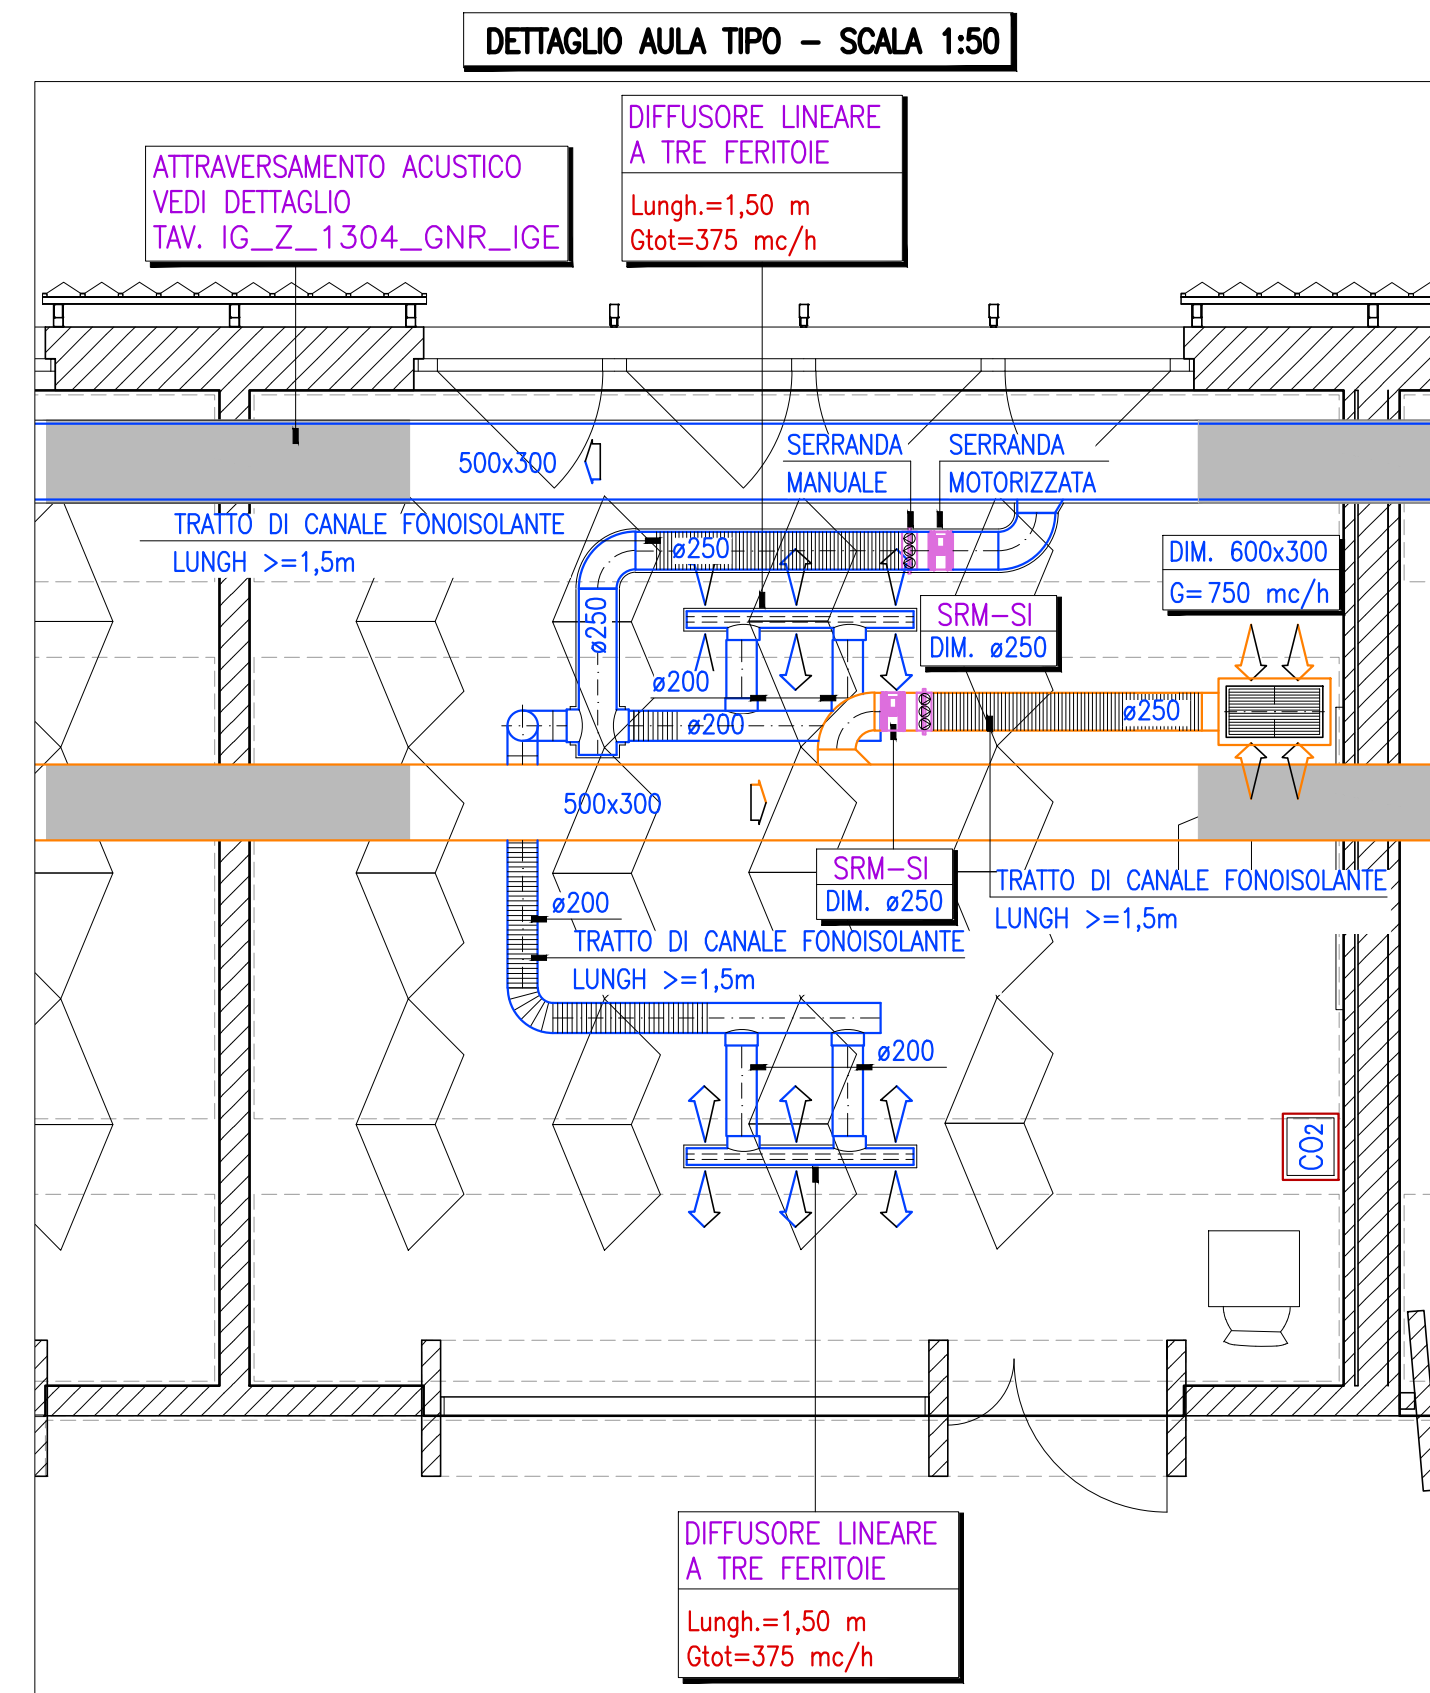 DETTAGLIO AULA TIPO – SCALA 1:50
DIFFUSORE LINEARE
A TRE FERITOIE
Lungh.=1,50 m
Gtot=375 mc/h
ATTRAVERSAMENTO ACUSTICO
VEDI DETTAGLIO
TAV. IG_Z_1304_GNR_IGE
500x300
SERRANDA
MANUALE
SERRANDA
MOTORIZZATA
TRATTO DI CANALE FONOISOLANTE
LUNGH >=1,5m
ø250
DIM. 600x300
G=750 mc/h
ø250
SRM–SI
DIM. ø250
ø200
ø200
ø250
500x300
SRM–SI
DIM. ø250
TRATTO DI CANALE FONOISOLANTE
LUNGH >=1,5m
ø200
TRATTO DI CANALE FONOISOLANTE
LUNGH >=1,5m
ø200
CO2
DIFFUSORE LINEARE
A TRE FERITOIE
Lungh.=1,50 m
Gtot=375 mc/h